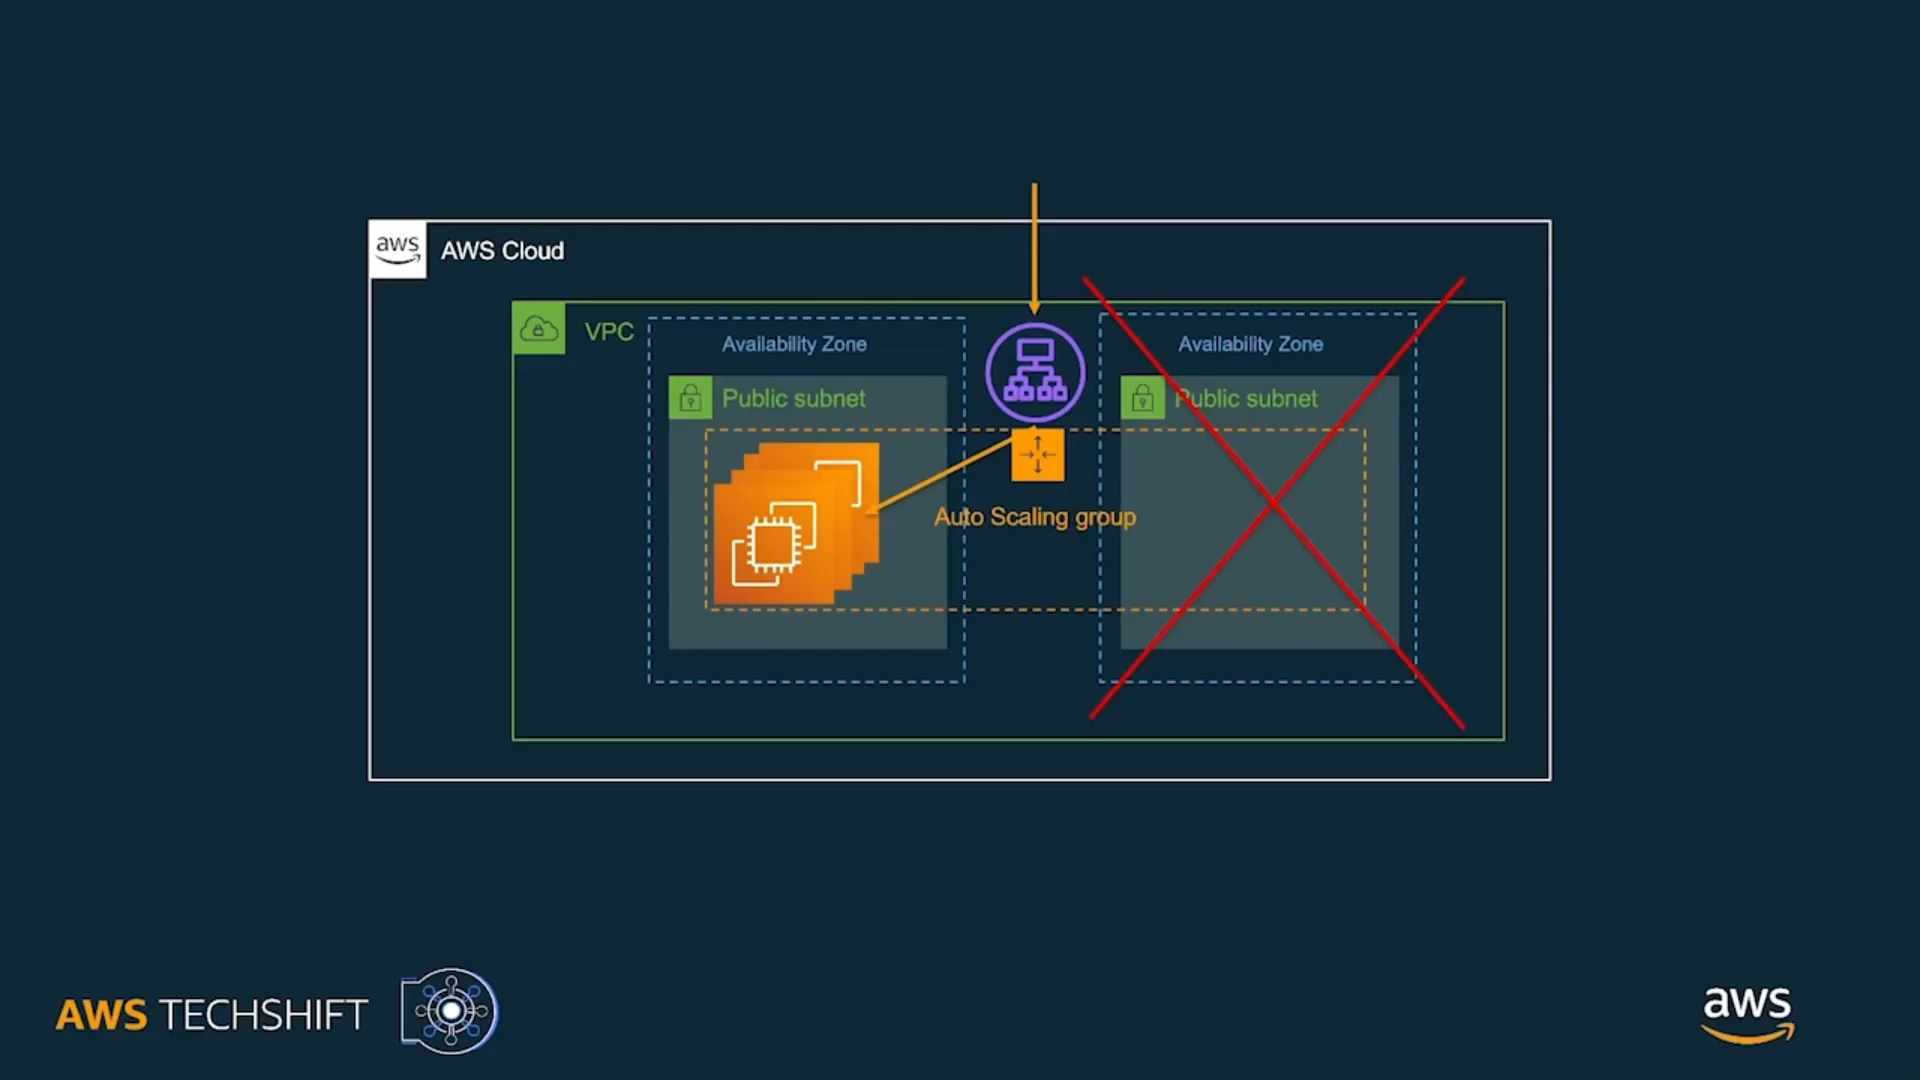 aws
AWS Cloud
VPC
Availability Zone
Availability Zone
Public subnet
Public subnet
Auto Scaling group
AWS TECHSHIFT
aws